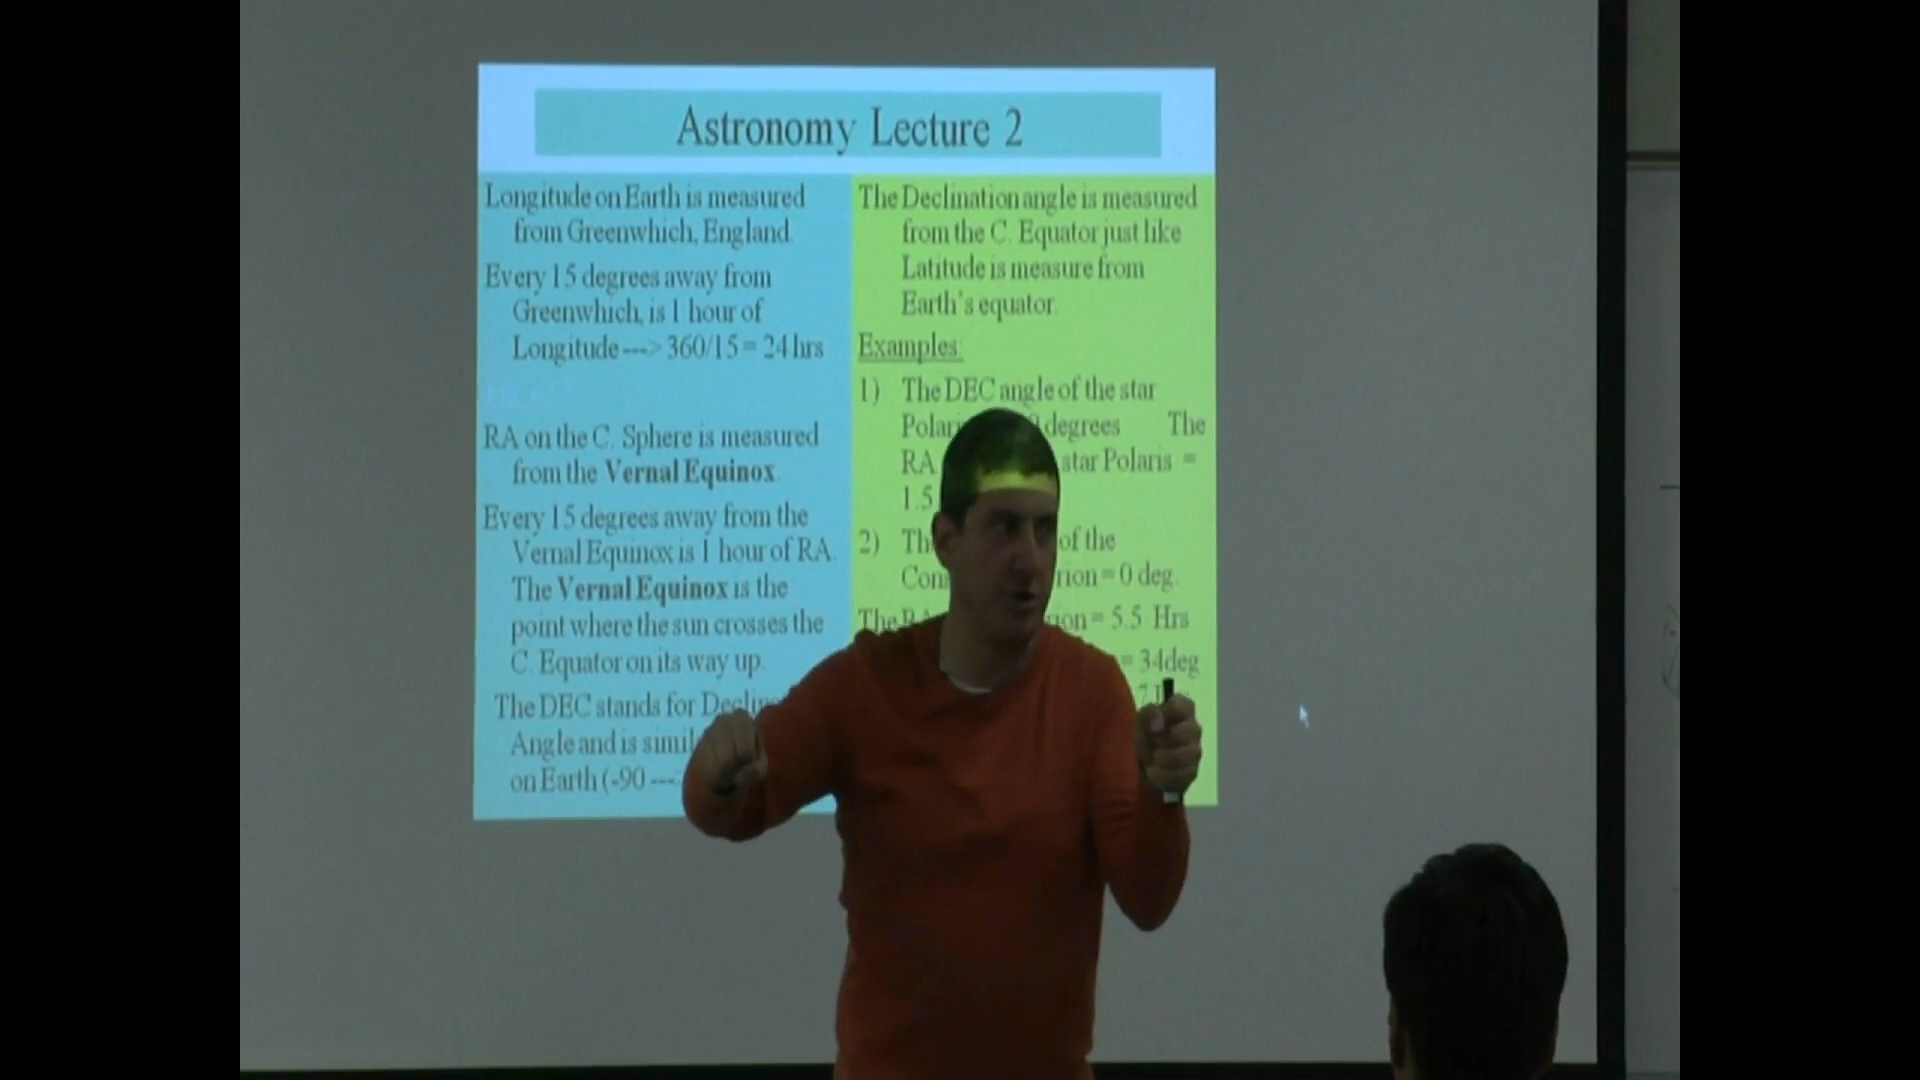 Astronomy Lecture 2
Longitude on Earth is measured
from Greenwhich, England.
Every 15 degrees away from
Greenwhich, is 1 hour of
Longitude ---> 360/15 = 24 hrs
RA on the C. Sphere is measured
from the Vernal Equinox.
Every 15 degrees away from the
Vernal Equinox is 1 hour of RA.
The Vernal Equinox is the
point where the sun crosses the
C. Equator on its way up.
The DEC stands for
Angle and is
on Earth (-90 ---
The Declination angle is measured
from the C. Equator just like
Latitude is measure from
Earth's equator.
Examples:
1) The DEC angle of the star
degrees The
RA star Polaris =
1.5
2) of the
= 0 deg.
The = 5.5 Hrs
= 34deg